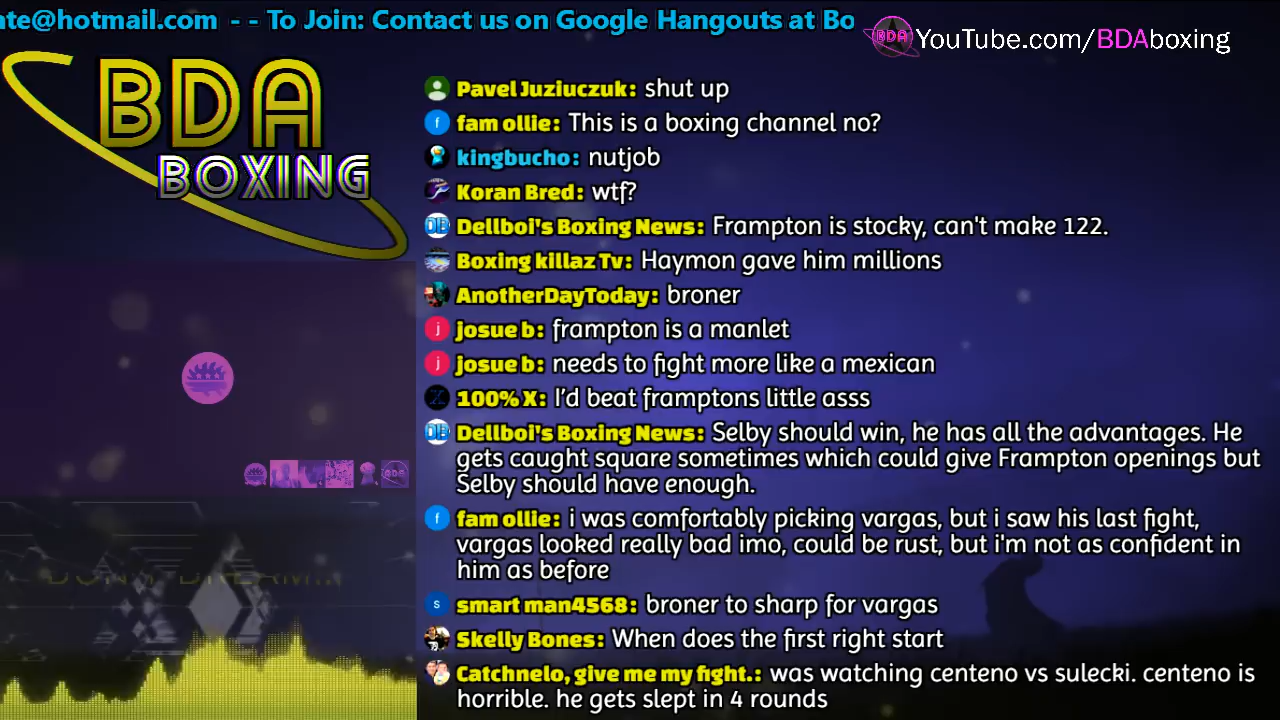 nte@hotmail.com - - To Join: Contact us on Google Hangouts at Bo
BDA
YouTube.com/BDAboxing
BDA
BOXING
Pavel Juziuczuk: shut up
fam ollie: This is a boxing channel no?
kingbucho: nutjob
Koran Bred: wtf?
Dellboi's Boxing News: Frampton is stocky, can't make 122.
Boxing killaz Tv: Haymon gave him millions
AnotherDayToday: broner
josue b: frampton is a manlet
josue b: needs to fight more like a mexican
100% X: I'd beat framptons little asss
Dellboi's Boxing News: Selby should win, he has all the advantages. He
gets caught square sometimes which could give Frampton openings but
Selby should have enough.
fam ollie: i was comfortably picking vargas, but i saw his last fight,
vargas looked really bad imo, could be rust, but i'm not as confident in
him as before
smart man4568: broner to sharp for vargas
Skelly Bones: When does the first right start
Catchnelo, give me my fight.: was watching centeno vs sulecki. centeno is
horrible. he gets slept in 4 rounds